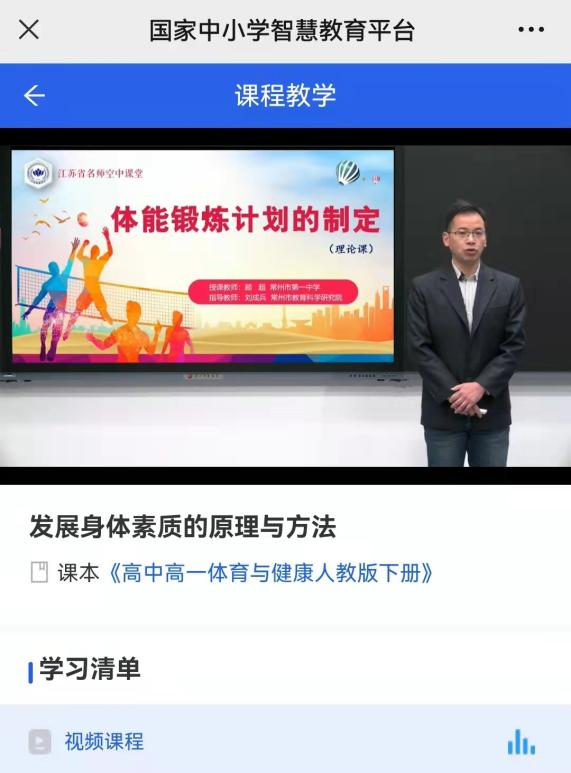 国家中小学智慧教育平台
课程教学
江苏省名师空中课堂
体能锻炼计划的制定
（理论课）
授课教师：顾 超 常州市第一中学
指导教师：刘成兵 常州市教育科学研究院
发展身体素质的原理与方法
课本《高中高一体育与健康人教版下册》
学习清单
视频课程